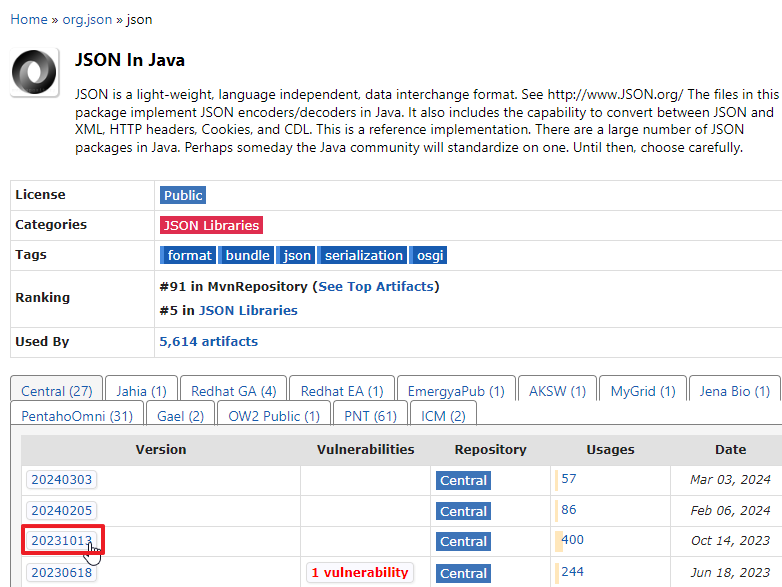 Home » org.json » json
JSON In Java
JSON is a light-weight, language independent, data interchange format. See http://www.JSON.org/ The files in this
package implement JSON encoders/decoders in Java. It also includes the capability to convert between JSON and
XML, HTTP headers, Cookies, and CDL. This is a reference implementation. There are a large number of JSON
packages in Java. Perhaps someday the Java community will standardize on one. Until then, choose carefully.
License Public
Categories JSON Libraries
Tags format bundle json serialization osgi
Ranking #91 in MvnRepository (See Top Artifacts)
#5 in JSON Libraries
Used By 5,614 artifacts
Central (27) Jahia (1) Redhat GA (4) Redhat EA (1) EmergyaPub (1) AKSW (1) MyGrid (1) Jena Bio (1)
PentahoOmni (31) Gael (2) OW2 Public (1) PNT (61) ICM (2)
Version Vulnerabilities Repository Usages Date
20240303 Central 57 Mar 03, 2024
20240205 Central 86 Feb 06, 2024
20231013 Central 400 Oct 14, 2023
20230618 1 vulnerability Central 244 Jun 18, 2023